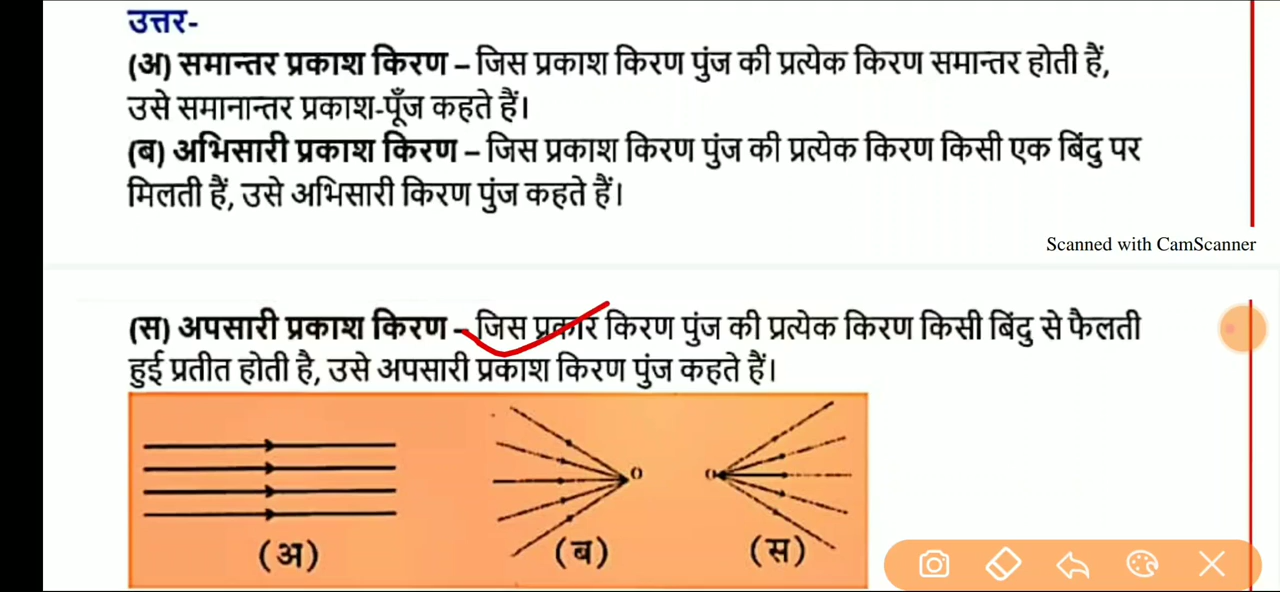 उत्तर-
(अ) समान्तर प्रकाश किरण – जिस प्रकाश किरण पुंज की प्रत्येक किरण समान्तर होती हैं,
उसे समानान्तर प्रकाश-पूँज कहते हैं।
(ब) अभिसारी प्रकाश किरण – जिस प्रकाश किरण पुंज की प्रत्येक किरण किसी एक बिंदु पर
मिलती हैं, उसे अभिसारी किरण पुंज कहते हैं।
Scanned with CamScanner
(स) अपसारी प्रकाश किरण – जिस प्रकार किरण पुंज की प्रत्येक किरण किसी बिंदु से फैलती
हुई प्रतीत होती है, उसे अपसारी प्रकाश किरण पुंज कहते हैं।
O O
(अ) (ब) (स)